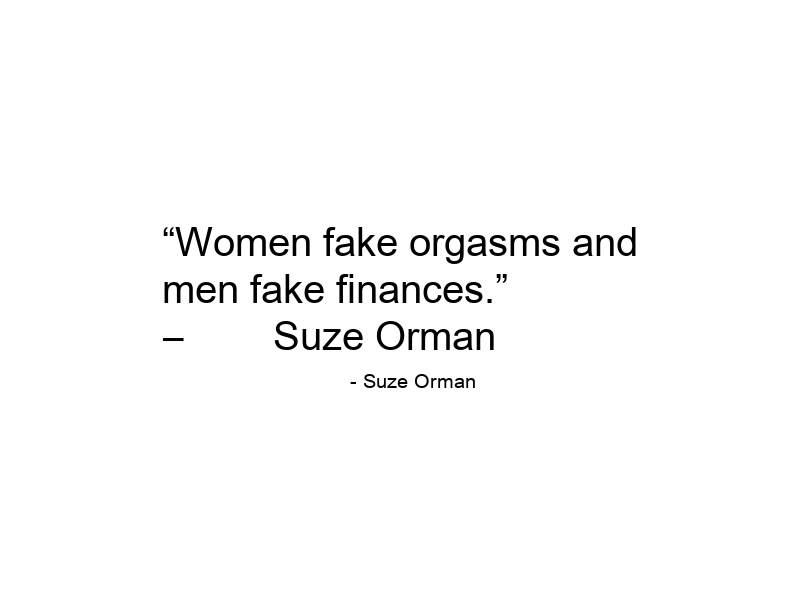 “Women fake orgasms and
men fake finances.”
– Suze Orman
- Suze Orman